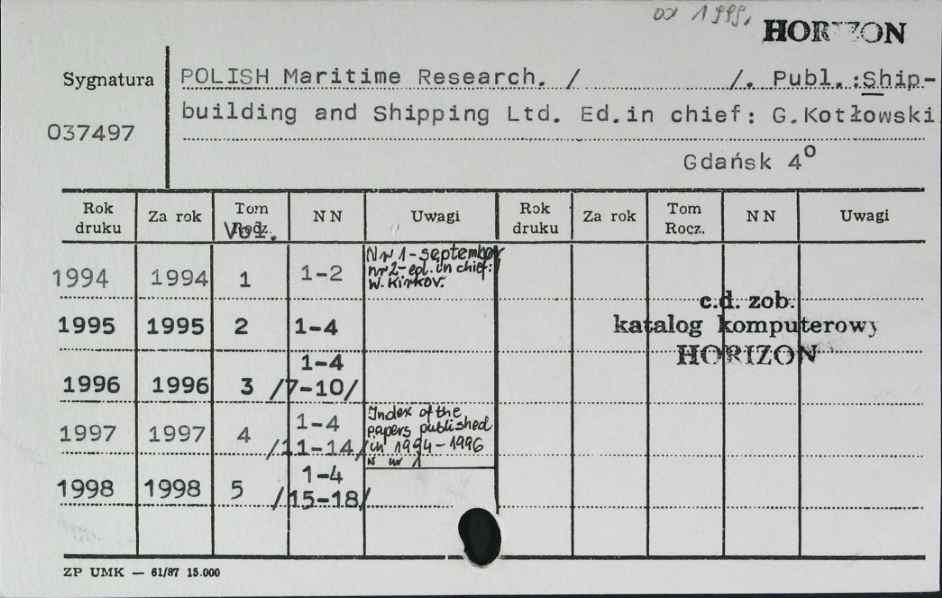 od 1999,
HORIZON
Sygnatura
POLISH Maritime Research. / /. Publ.:Ship-
building and Shipping Ltd. Ed.in chief: G.Kotłowski
037497
Gdańsk 4°
Rok druku Za rok Tom Rocz. Vol. NN Uwagi Rok druku Za rok Tom Rocz. NN Uwagi
1994 1994 1 1-2 Nr 1-september
nr 2-ed. in chief:
W. Kirkov.
c.d. zob.
1995 1995 2 1-4
katalog komputerowy
HORIZON
1-4
1996 1996 3 /7-10/
1997 1997 4 1-4
/11-14/
Index of the
papers published
in 1994-1996
w nr 1
1-4
1998 1998 5 /15-18/
ZP UMK — 61/87 15.000